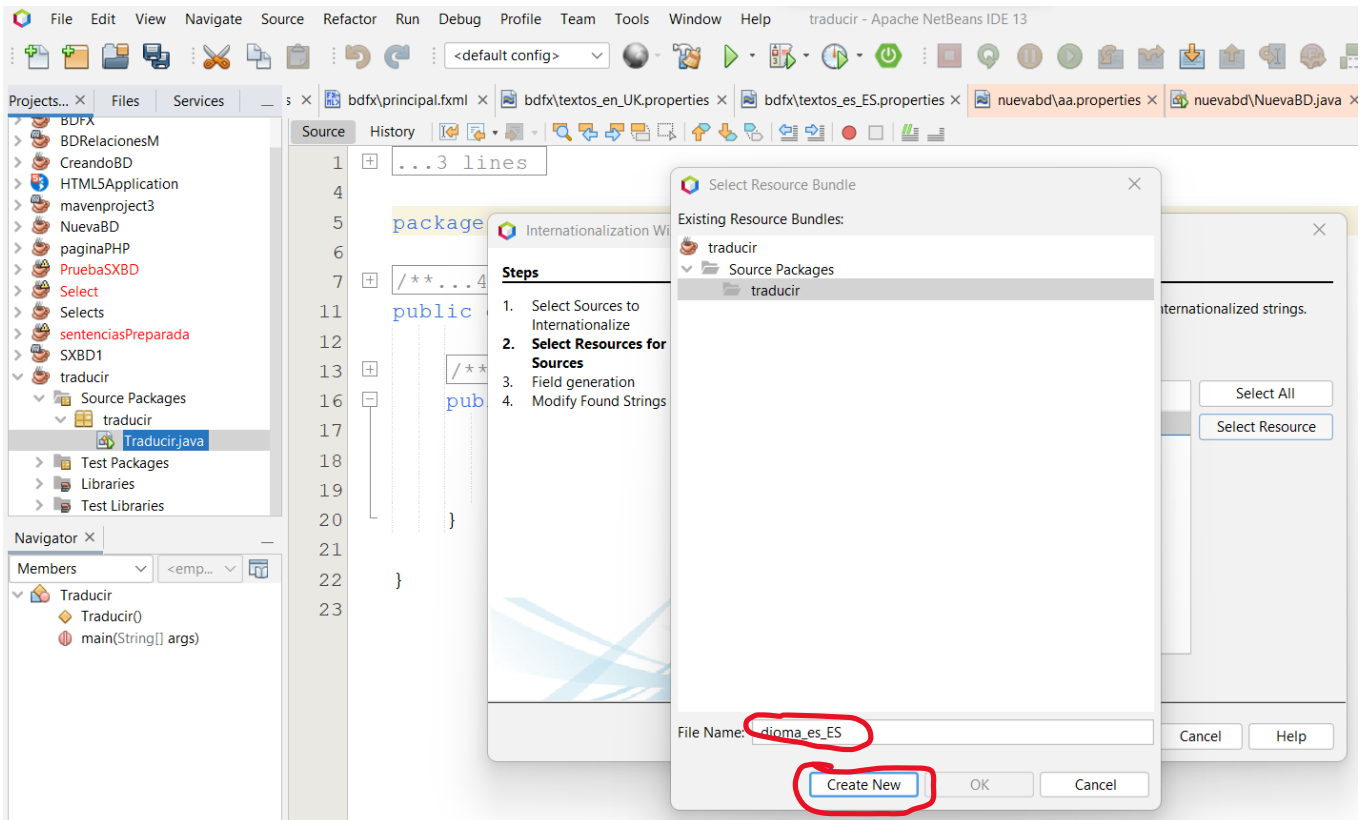 File Edit View Navigate Source Refactor Run Debug Profile Team Tools Window Help traducir - Apache NetBeans IDE 13
<default config>
Projects... Files Services
s bdfx\principal.fxml bdfx\textos_en_UK.properties bdfx\textos_es_ES.properties nuevabd\aa.properties nuevabd\NuevaBD.java
Source History
BDFX
BDRelacionesM
CreandoBD
HTML5Application
mavenproject3
NuevaBD
paginaPHP
PruebaSXBD
Select
Selects
sentenciasPreparada
SXBD1
traducir
Source Packages
traducir
Traducir.java
Test Packages
Libraries
Test Libraries
Navigator
Members <emp...
Traducir
Traducir()
main(String[] args)
1 ...3 lines
4
5 package
6
7 /**...4
11 public
12
13 /**
16 pub
17
18
19
20 }
21
22 }
23
Internationalization Wi
Steps
1. Select Sources to
Internationalize
2. Select Resources for
Sources
3. Field generation
4. Modify Found Strings
nternationalized strings.
Select All
Select Resource
Cancel Help
Select Resource Bundle
Existing Resource Bundles:
traducir
Source Packages
traducir
File Name: dioma_es_ES
Create New OK Cancel